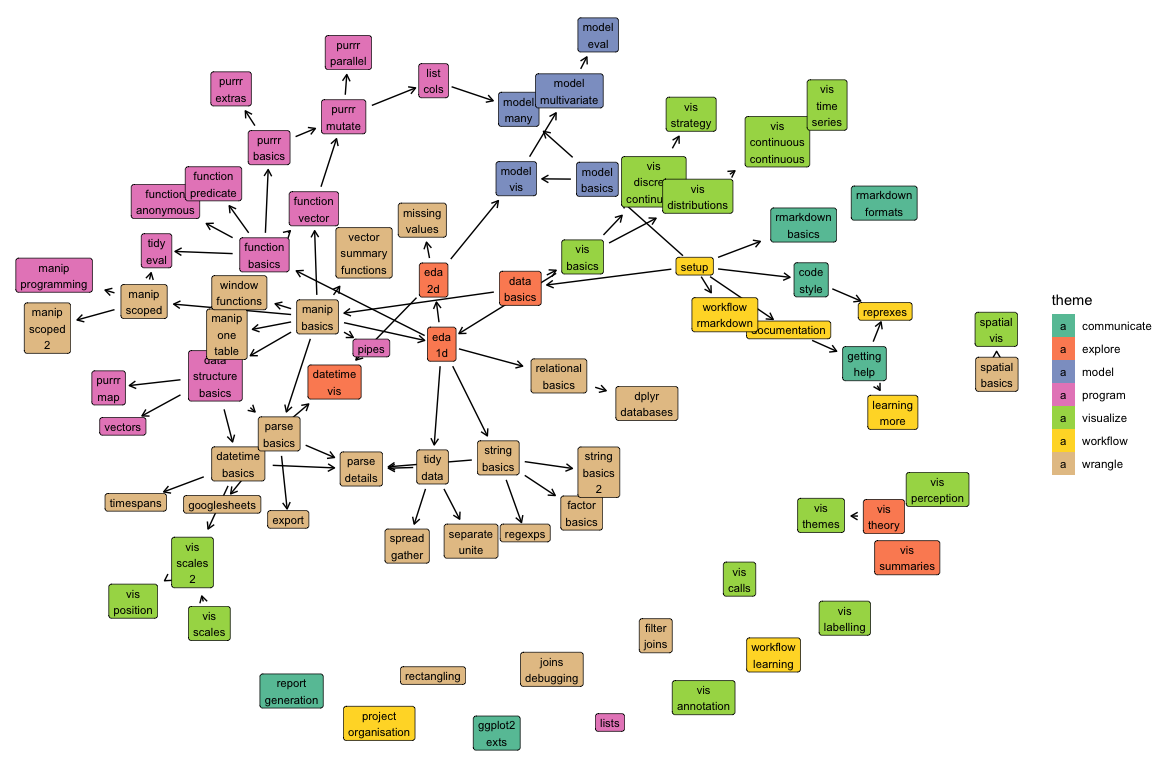 model
eval
purrr
parallel
list
cols
purrr
extras
model
multivariate
model
many
vis
time
series
vis
strategy
purrr
mutate
vis
continuous
continuous
purrr
basics
function
predicate
function
anonymous
model
vis
model
basics
vis
vis
distributions
rmarkdown
formats
function
vector
missing
values
rmarkdown
basics
tidy
eval
function
basics
vector
summary
functions
vis
basics
setup
manip
programming
eda
2d
data
basics
code
style
window
functions
manip
scoped
manip
scoped
2
manip
basics
workflow
rmarkdown
reprexes
manip
one
table
pipes
eda
1d
getting
help
spatial
vis
spatial
basics
structure
basics
datetime
vis
relational
basics
purrr
map
dplyr
databases
learning
more
vectors
parse
basics
datetime
basics
parse
details
tidy
data
string
basics
string
basics
2
timespans
googlesheets
export
factor
basics
spread
gather
separate
unite
regexps
vis
perception
vis
themes
vis
theory
vis
summaries
vis
scales
2
vis
position
vis
scales
vis
calls
vis
labelling
filter
joins
workflow
learning
joins
debugging
rectangling
report
generation
vis
annotation
project
organisation
ggplot2
exts
lists
theme
a communicate
a explore
a model
a program
a visualize
a workflow
a wrangle